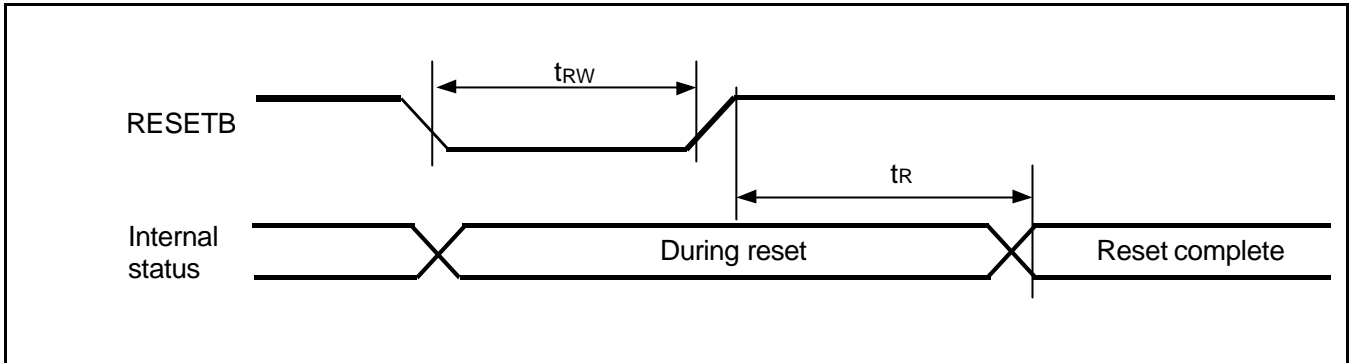 tRW
RESETB
tR
Internal
status
During reset
Reset complete